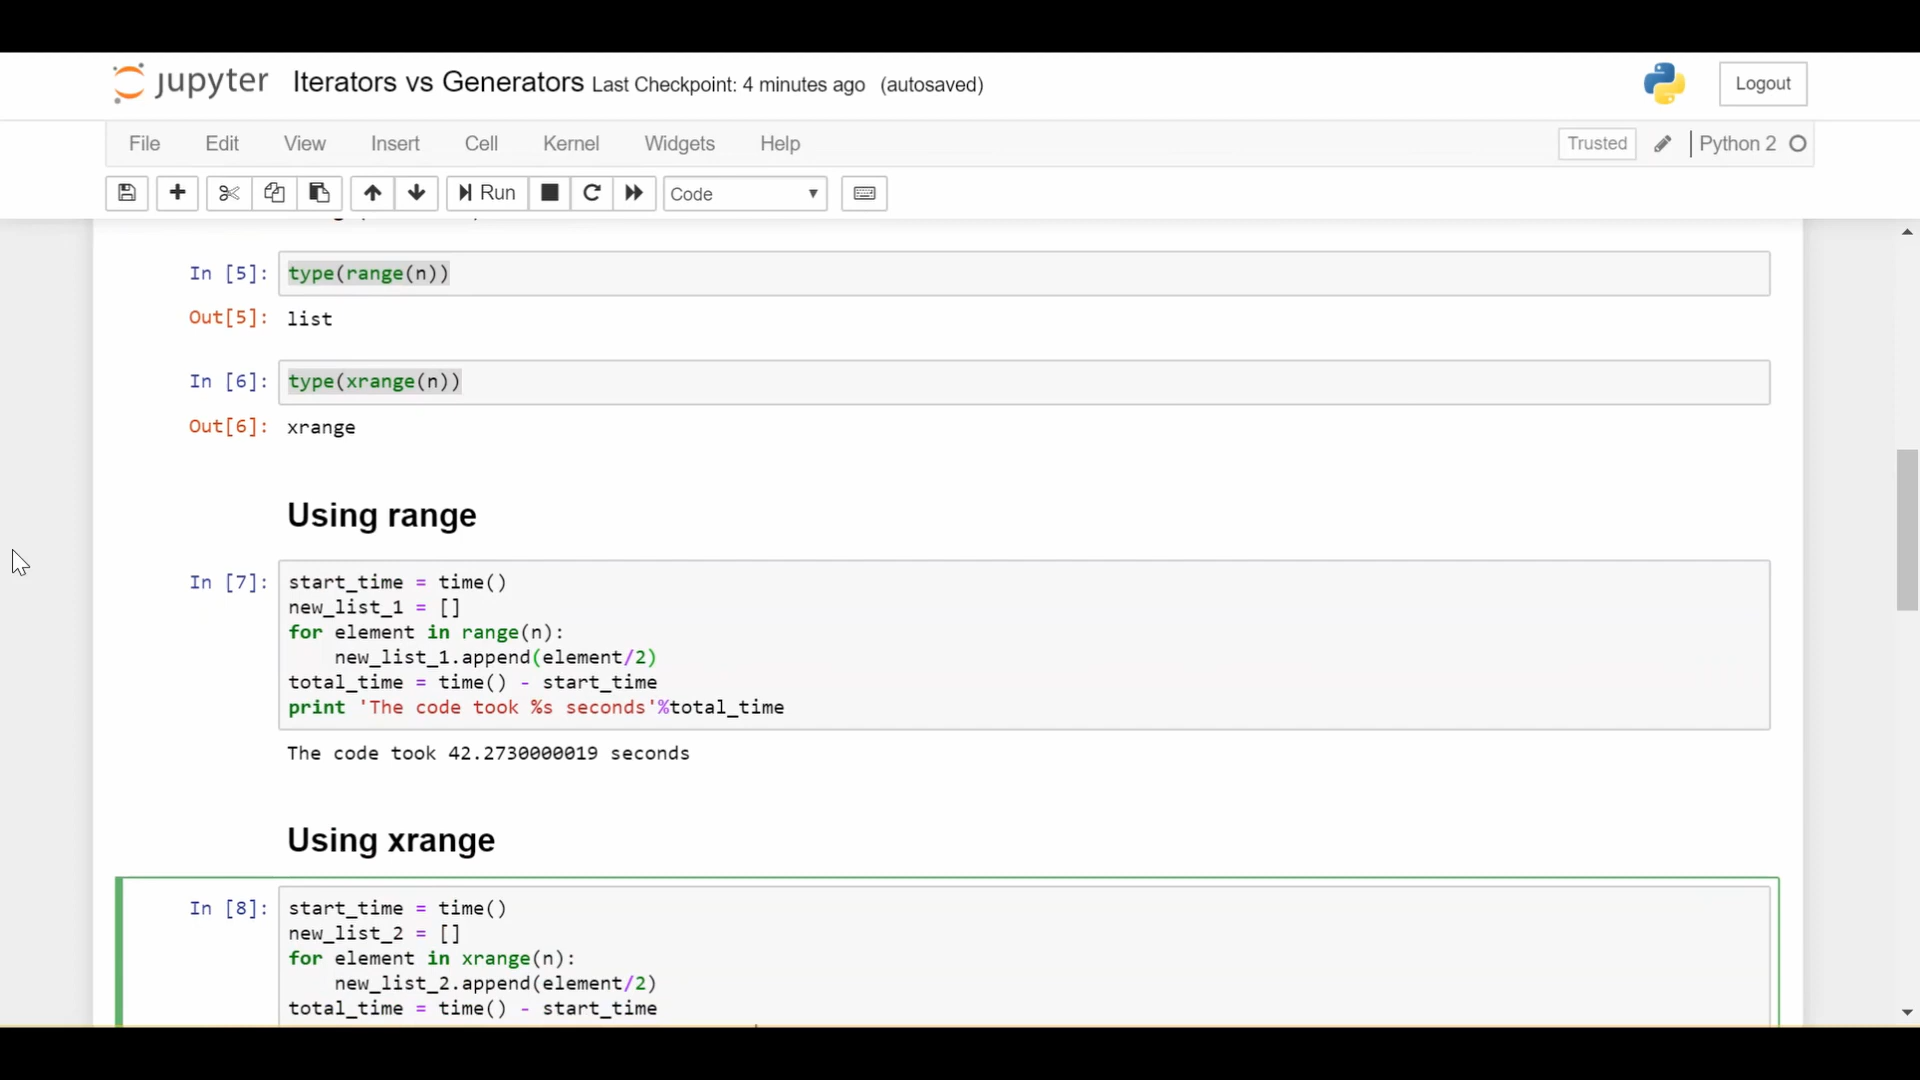 jupyter Iterators vs Generators Last Checkpoint: 4 minutes ago (autosaved)
Logout
File Edit View Insert Cell Kernel Widgets Help
Trusted
Python 2
Run
Code
In [5]: type(range(n))
Out[5]: list
In [6]: type(xrange(n))
Out[6]: xrange
Using range
In [7]: start_time = time()
new_list_1 = []
for element in range(n):
    new_list_1.append(element/2)
total_time = time() - start_time
print 'The code took %s seconds'%total_time
The code took 42.2730000019 seconds
Using xrange
In [8]: start_time = time()
new_list_2 = []
for element in xrange(n):
    new_list_2.append(element/2)
total_time = time() - start_time